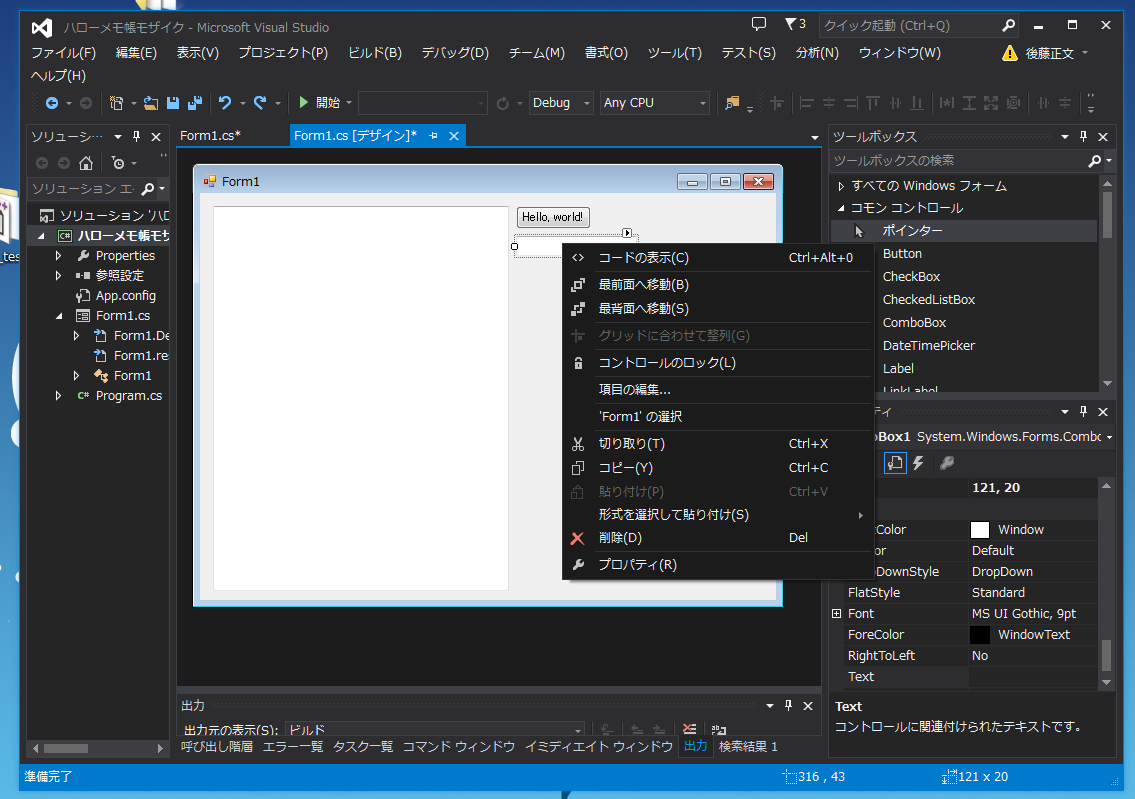 ハローメモ帳モザイク - Microsoft Visual Studio
3
クイック起動 (Ctrl+Q)
ファイル(F) 編集(E) 表示(V) プロジェクト(P) ビルド(B) デバッグ(D) チーム(M) 書式(O) ツール(T) テスト(S) 分析(N) ウィンドウ(W)
後藤正文
ヘルプ(H)
開始 Debug Any CPU
ソリューシ…
ソリューション エ
ソリューション 'ハロ
ハローメモ帳モザ
Properties
参照設定
App.config
Form1.cs
Form1.De
Form1.res
Form1
Program.cs
Form1.cs*
Form1.cs [デザイン]*
Form1
Hello, world!
コードの表示(C) Ctrl+Alt+0
最前面へ移動(B)
最背面へ移動(S)
グリッドに合わせて整列(G)
コントロールのロック(L)
項目の編集...
'Form1' の選択
切り取り(T) Ctrl+X
コピー(Y) Ctrl+C
貼り付け(P) Ctrl+V
形式を選択して貼り付け(S)
削除(D) Del
プロパティ(R)
ツールボックス
ツールボックスの検索
すべての Windows フォーム
コモン コントロール
ポインター
Button
CheckBox
CheckedListBox
ComboBox
DateTimePicker
Label
LinkLabel
ティ
oBox1 System.Windows.Forms.Combo
121, 20
Color Window
or Default
DownStyle DropDown
FlatStyle Standard
Font MS UI Gothic, 9pt
ForeColor WindowText
RightToLeft No
Text
Text
コントロールに関連付けられたテキストです。
出力
出力元の表示(S): ビルド
呼び出し階層 エラー一覧 タスク一覧 コマンド ウィンドウ イミディエイト ウィンドウ 出力 検索結果 1
準備完了
316 , 43
121 x 20
_tes